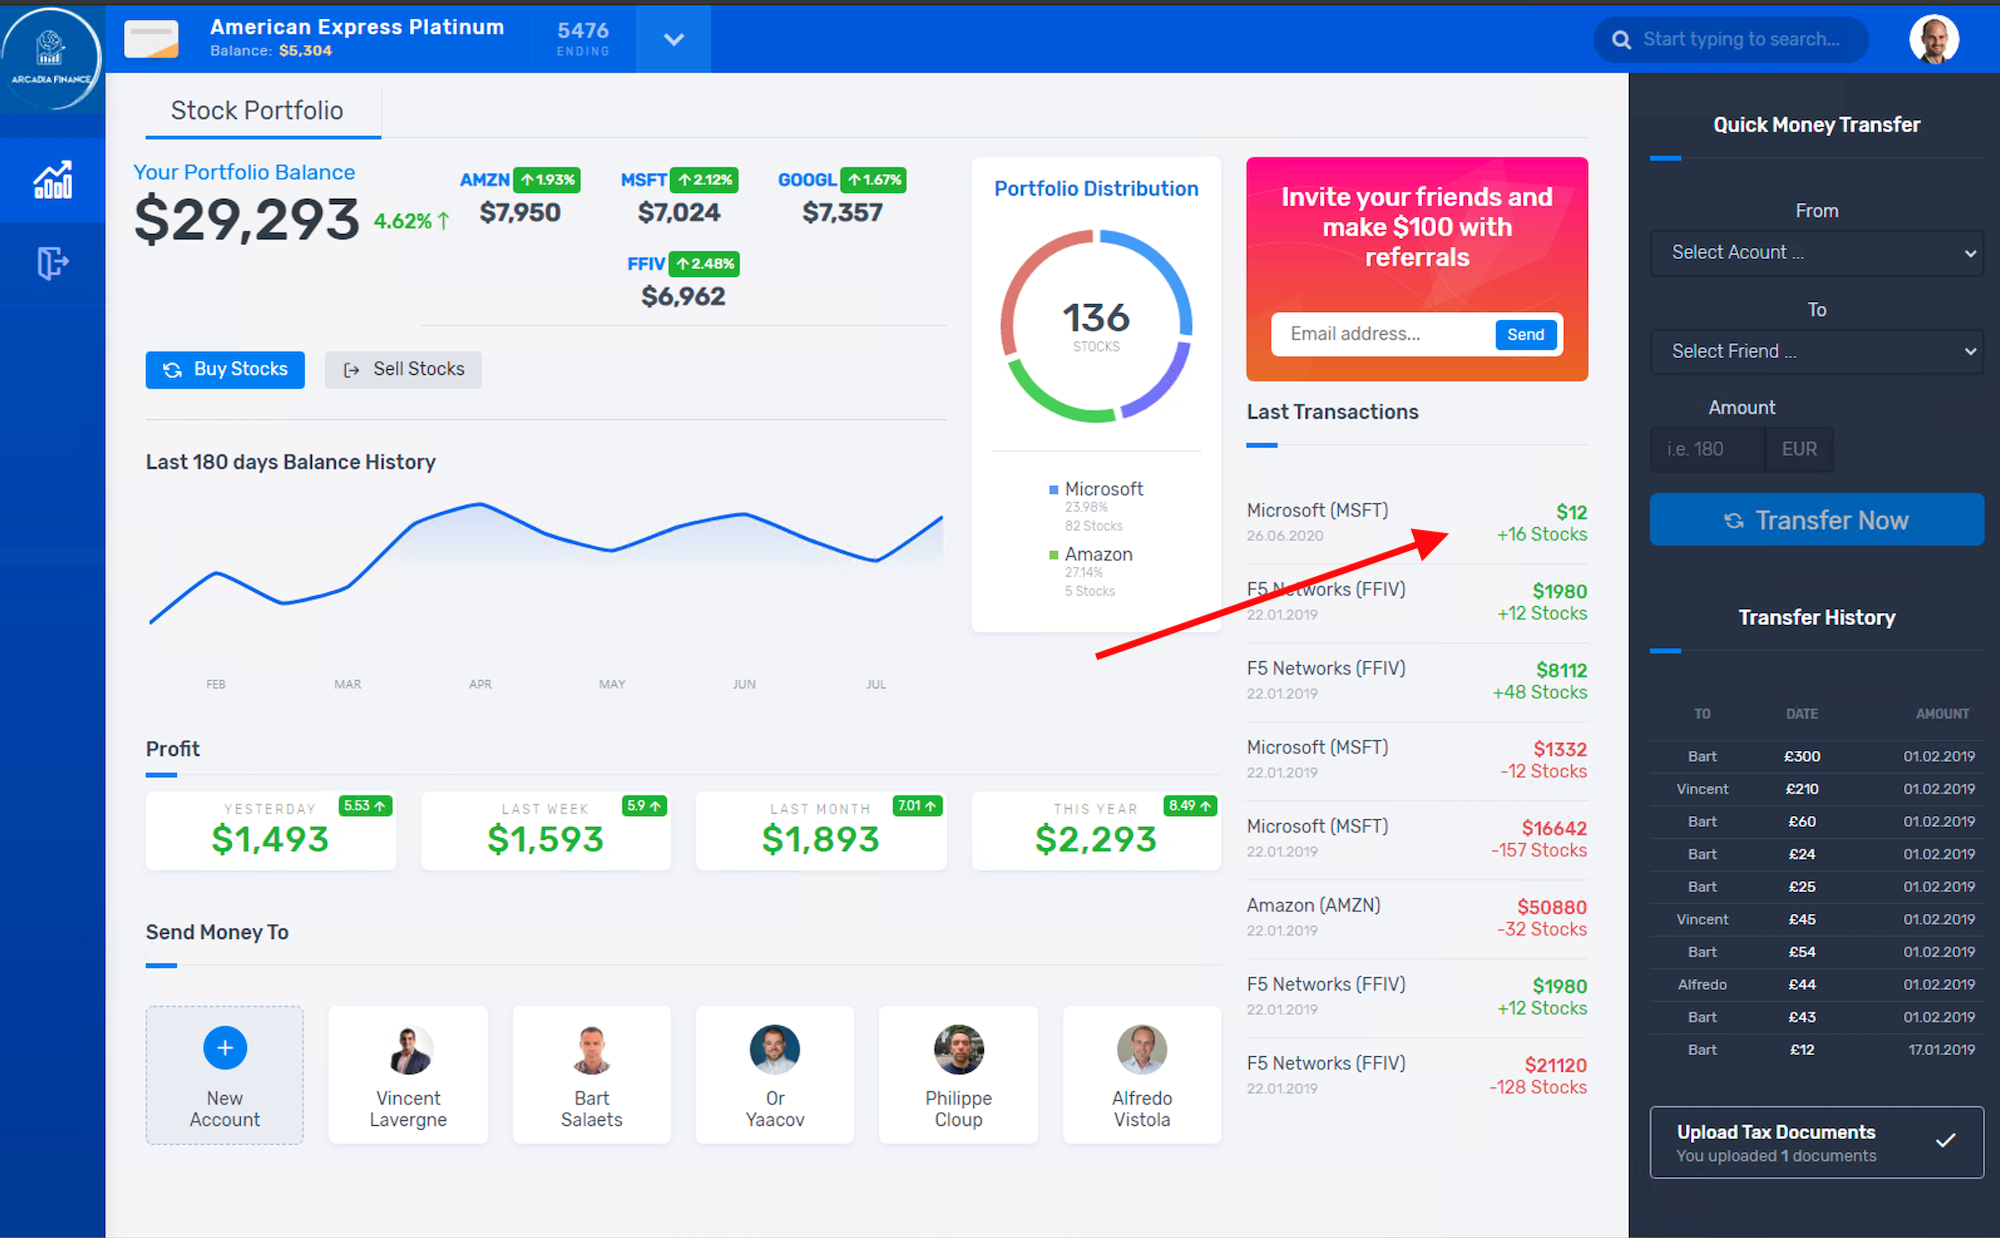 ARCADIA FINANCE
American Express Platinum
Balance: $5,304
5476
ENDING
Start typing to search...
Stock Portfolio
Your Portfolio Balance
$29,293 4.62%↑
AMZN ↑1.93%
$7,950
MSFT ↑2.12%
$7,024
GOOGL ↑1.67%
$7,357
FFIV ↑2.48%
$6,962
Buy Stocks
Sell Stocks
Last 180 days Balance History
FEB MAR APR MAY JUN JUL
Portfolio Distribution
136
STOCKS
Microsoft
23.98%
82 Stocks
Amazon
27.14%
5 Stocks
Profit
YESTERDAY 5.53 ↑
$1,493
LAST WEEK 5.9 ↑
$1,593
LAST MONTH 7.01 ↑
$1,893
THIS YEAR 8.49 ↑
$2,293
Send Money To
New
Account
Vincent
Lavergne
Bart
Salaets
Or
Yaacov
Philippe
Cloup
Alfredo
Vistola
Invite your friends and
make $100 with
referrals
Email address... Send
Last Transactions
Microsoft (MSFT) $12
26.06.2020 +16 Stocks
F5 Networks (FFIV) $1980
22.01.2019 +12 Stocks
F5 Networks (FFIV) $8112
22.01.2019 +48 Stocks
Microsoft (MSFT) $1332
22.01.2019 -12 Stocks
Microsoft (MSFT) $16642
22.01.2019 -157 Stocks
Amazon (AMZN) $50880
22.01.2019 -32 Stocks
F5 Networks (FFIV) $1980
22.01.2019 +12 Stocks
F5 Networks (FFIV) $21120
22.01.2019 -128 Stocks
Quick Money Transfer
From
Select Acount ...
To
Select Friend ...
Amount
i.e. 180 EUR
Transfer Now
Transfer History
TO DATE AMOUNT
Bart £300 01.02.2019
Vincent £210 01.02.2019
Bart £60 01.02.2019
Bart £24 01.02.2019
Bart £25 01.02.2019
Vincent £45 01.02.2019
Bart £54 01.02.2019
Alfredo £44 01.02.2019
Bart £43 01.02.2019
Bart £12 17.01.2019
Upload Tax Documents
You uploaded 1 documents